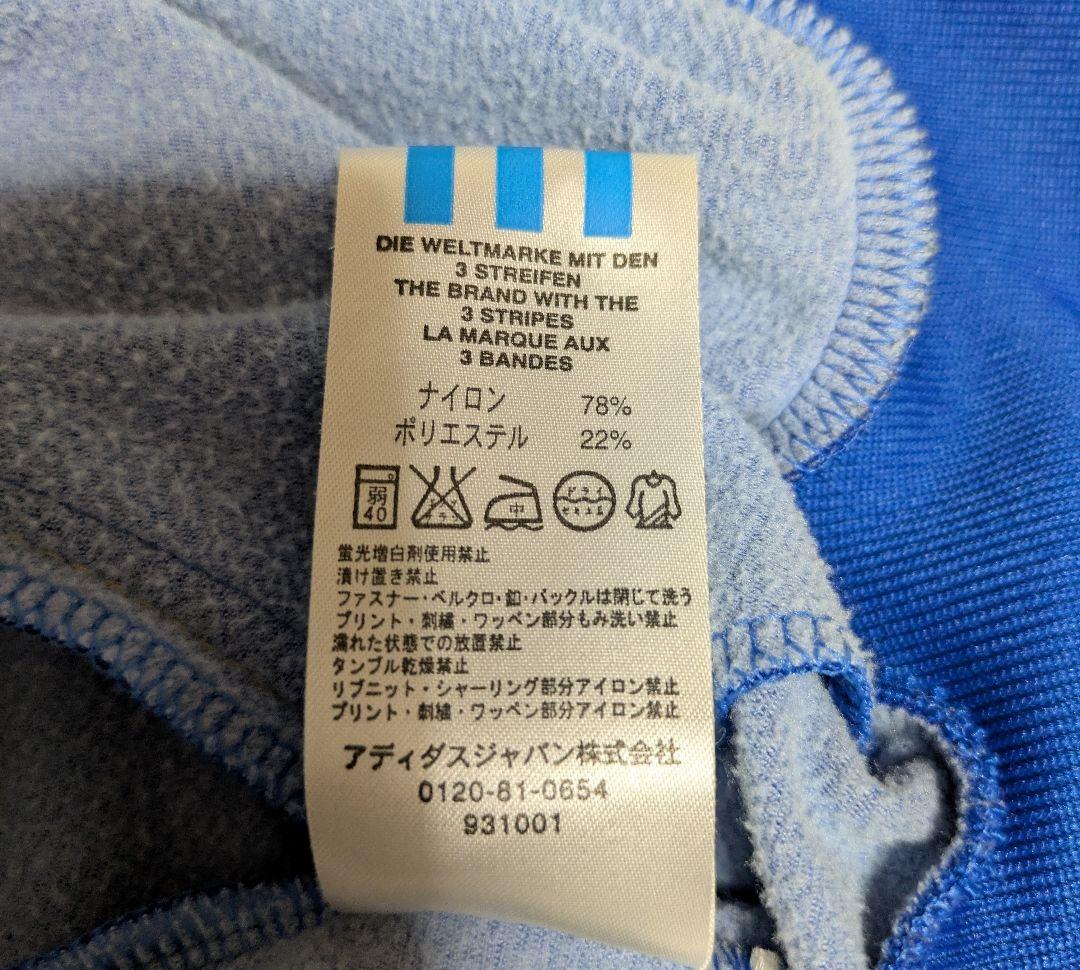 DIE WELTMARKE MIT DEN
3 STREIFEN
THE BRAND WITH THE
3 STRIPES
LA MARQUE AUX
3 BANDES
ナイロン 78%
ポリエステル 22%
弱 40 中
蛍光増白剤使用禁止
漬け置き禁止
ファスナー・ベルクロ・釦・バックルは閉じて洗う
プリント・刺繍・ワッペン部分もみ洗い禁止
濡れた状態での放置禁止
タンブル乾燥禁止
リブニット・シャーリング部分アイロン禁止
プリント・刺繍・ワッペン部分アイロン禁止
アディダスジャパン株式会社
0120-81-0654
931001